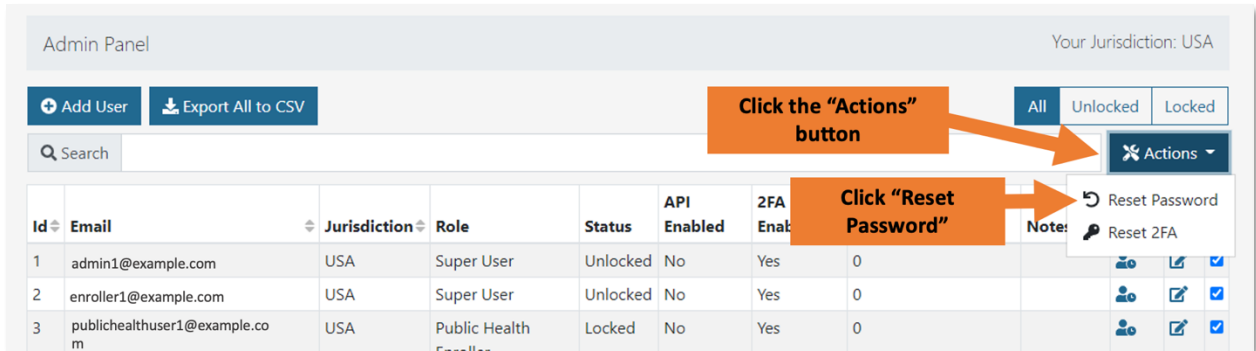 Admin Panel
Your Jurisdiction: USA
Add User
Export All to CSV
Click the “Actions”
button
All
Unlocked
Locked
Search
Actions
Click “Reset
Password”
Reset Password
Reset 2FA
Id
Email
Jurisdiction
Role
Status
API
Enabled
2FA
Enab
Notes
1 admin1@example.com USA Super User Unlocked No Yes 0
2 enroller1@example.com USA Super User Unlocked No Yes 0
3 publichealthuser1@example.co USA Public Health Locked No Yes 0
m